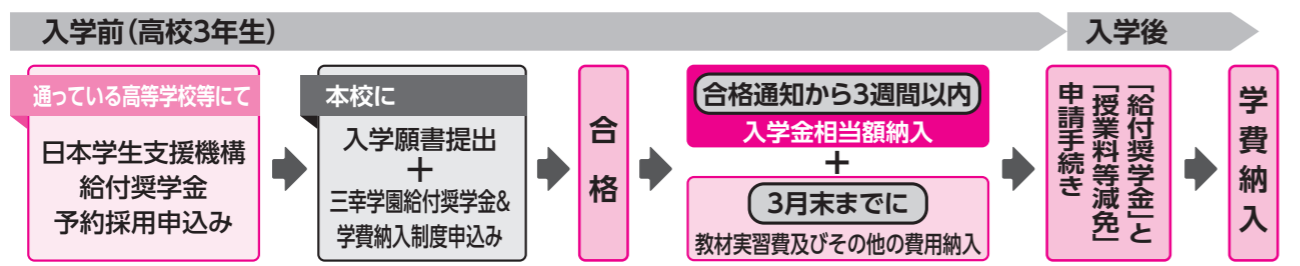 入学前(高校3年生)
入学後
通っている高等学校等にて
日本学生支援機構
給付奨学金
予約採用申込み
本校に
入学願書提出
+
三幸学園給付奨学金&
学費納入制度申込み
合格
合格通知から3週間以内
入学金相当額納入
+
3月末までに
教材実習費及びその他の費用納入
「給付奨学金」と
「授業料等減免」
申請手続き
学費納入